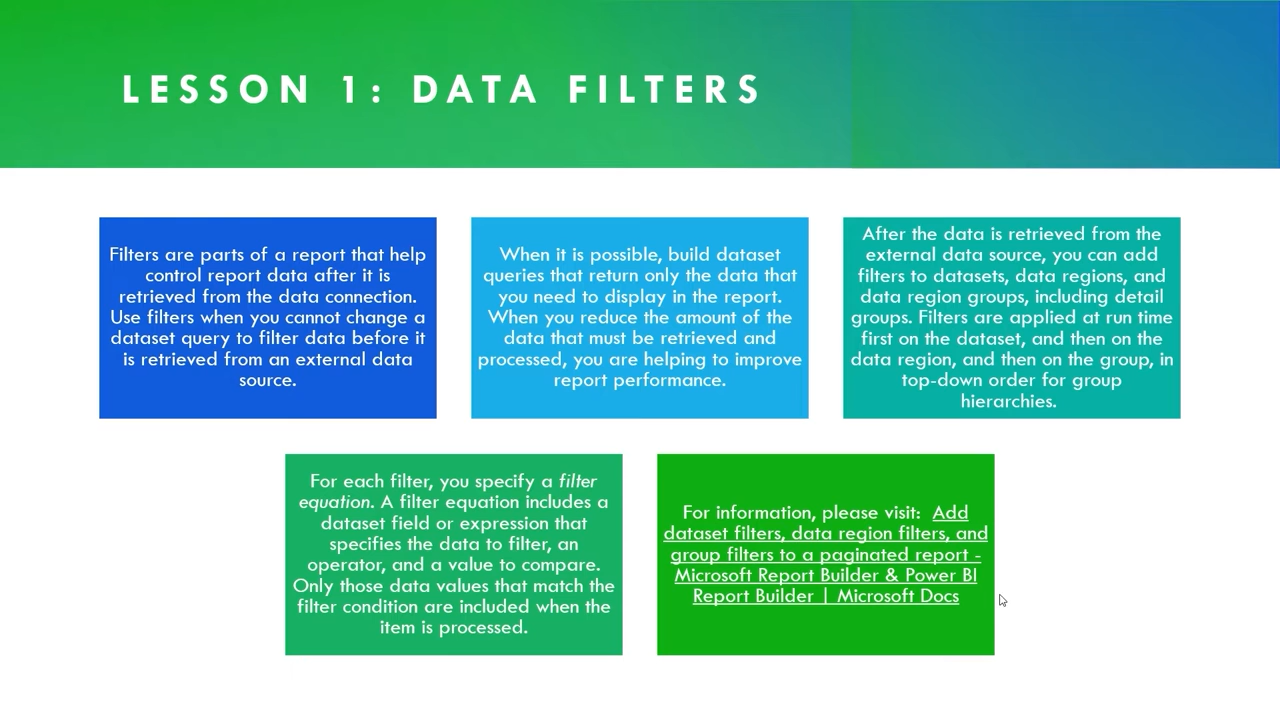 LESSON 1: DATA FILTERS
Filters are parts of a report that help
control report data after it is
retrieved from the data connection.
Use filters when you cannot change a
dataset query to filter data before it
is retrieved from an external data
source.
When it is possible, build dataset
queries that return only the data that
you need to display in the report.
When you reduce the amount of the
data that must be retrieved and
processed, you are helping to improve
report performance.
After the data is retrieved from the
external data source, you can add
filters to datasets, data regions, and
data region groups, including detail
groups. Filters are applied at run time
first on the dataset, and then on the
data region, and then on the group, in
top-down order for group
hierarchies.
For each filter, you specify a filter
equation. A filter equation includes a
dataset field or expression that
specifies the data to filter, an
operator, and a value to compare.
Only those data values that match the
filter condition are included when the
item is processed.
For information, please visit: Add
dataset filters, data region filters, and
group filters to a paginated report -
Microsoft Report Builder & Power BI
Report Builder | Microsoft Docs